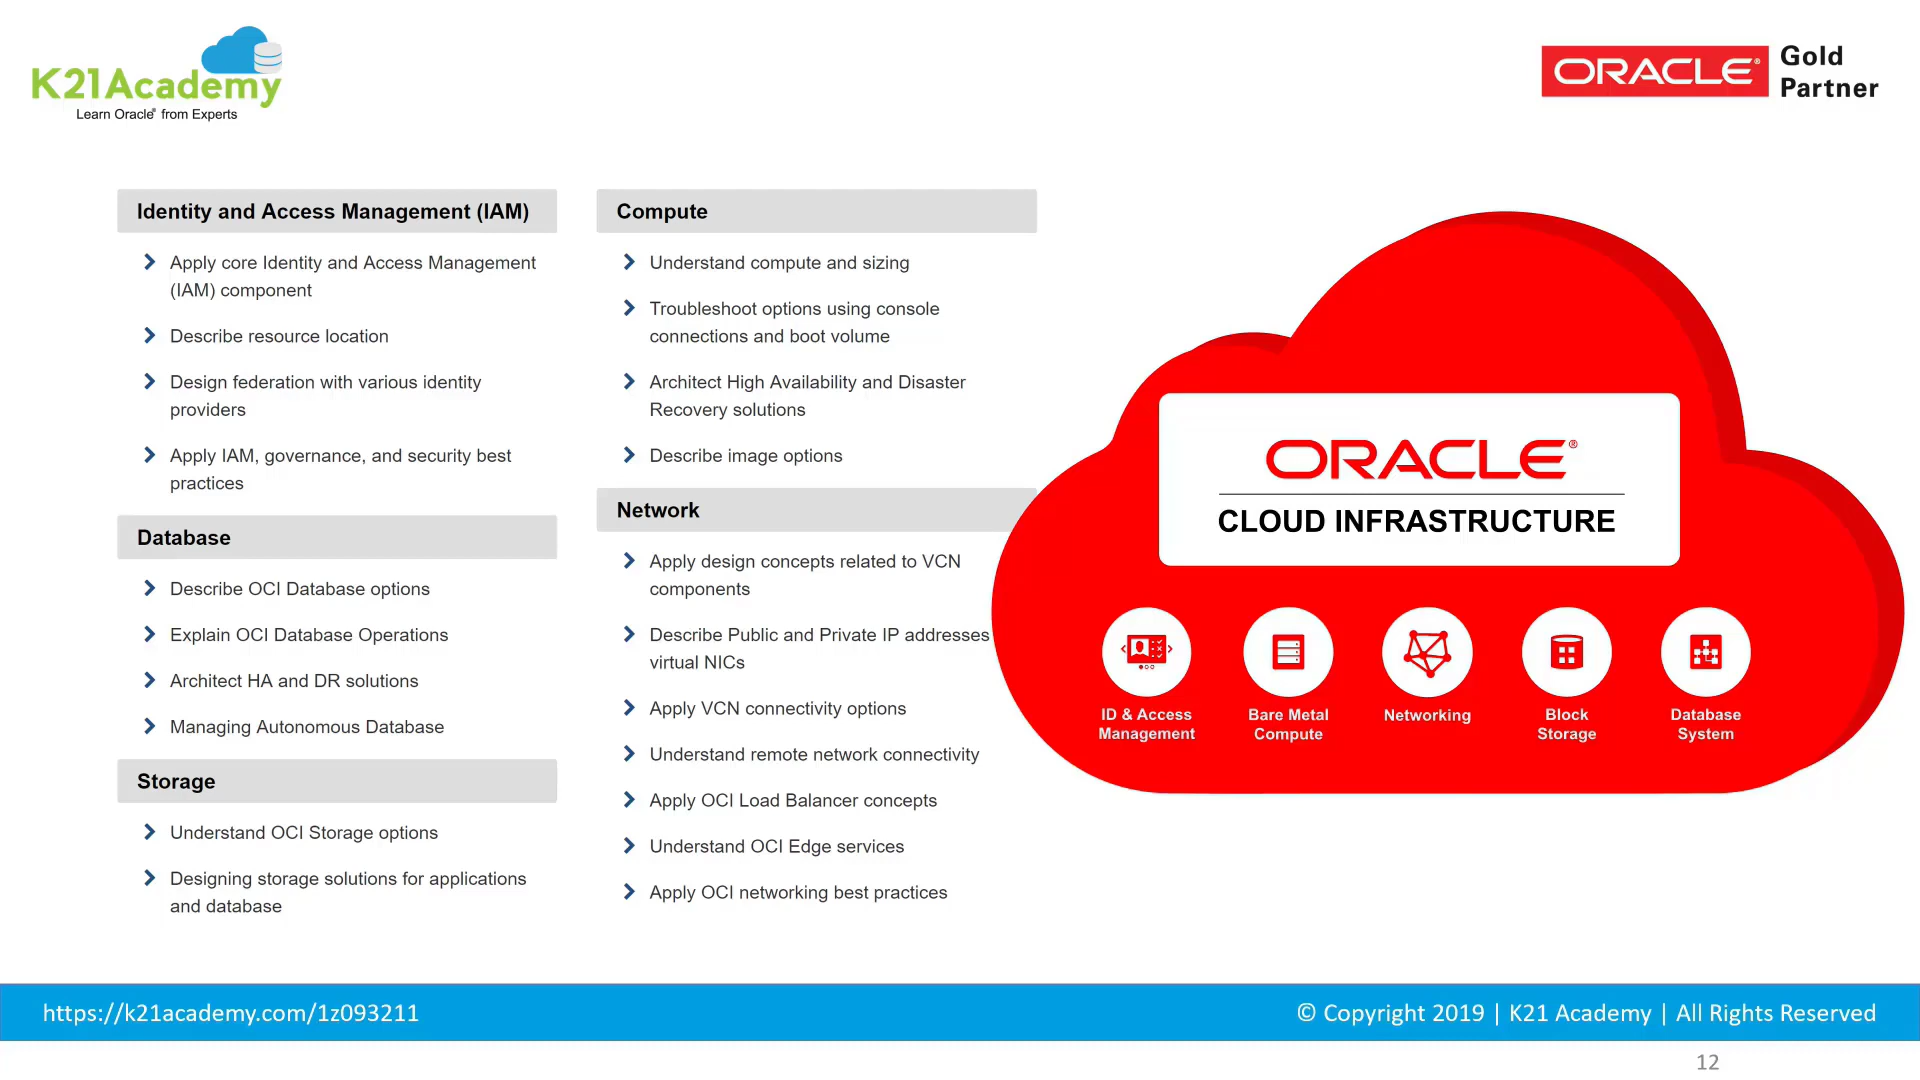 K21Academy
Learn Oracle® from Experts
ORACLE®
Gold
Partner
Identity and Access Management (IAM)
Apply core Identity and Access Management
(IAM) component
Describe resource location
Design federation with various identity
providers
Apply IAM, governance, and security best
practices
Database
Describe OCI Database options
Explain OCI Database Operations
Architect HA and DR solutions
Managing Autonomous Database
Storage
Understand OCI Storage options
Designing storage solutions for applications
and database
Compute
Understand compute and sizing
Troubleshoot options using console
connections and boot volume
Architect High Availability and Disaster
Recovery solutions
Describe image options
Network
Apply design concepts related to VCN
components
Describe Public and Private IP addresses
virtual NICs
Apply VCN connectivity options
Understand remote network connectivity
Apply OCI Load Balancer concepts
Understand OCI Edge services
Apply OCI networking best practices
ORACLE®
CLOUD INFRASTRUCTURE
ID & Access
Management
Bare Metal
Compute
Networking
Block
Storage
Database
System
https://k21academy.com/1z093211
© Copyright 2019 | K21 Academy | All Rights Reserved
12